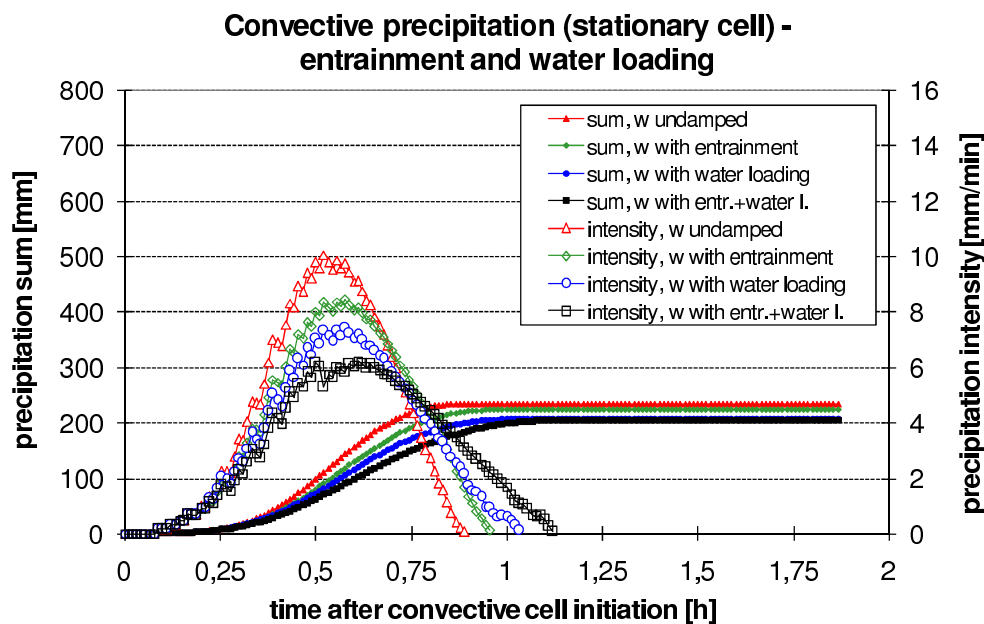 Convective precipitation (stationary cell) -
entrainment and water loading
800
700
600
500
400
300
200
100
0
precipitation sum [mm]
16
14
12
10
8
6
4
2
0
precipitation intensity [mm/min]
sum, w undamped
sum, w with entrainment
sum, w with water loading
sum, w with entr.+water l.
intensity, w undamped
intensity, w with entrainment
intensity, w with water loading
intensity, w with entr.+water l.
0 0,25 0,5 0,75 1 1,25 1,5 1,75 2
time after convective cell initiation [h]